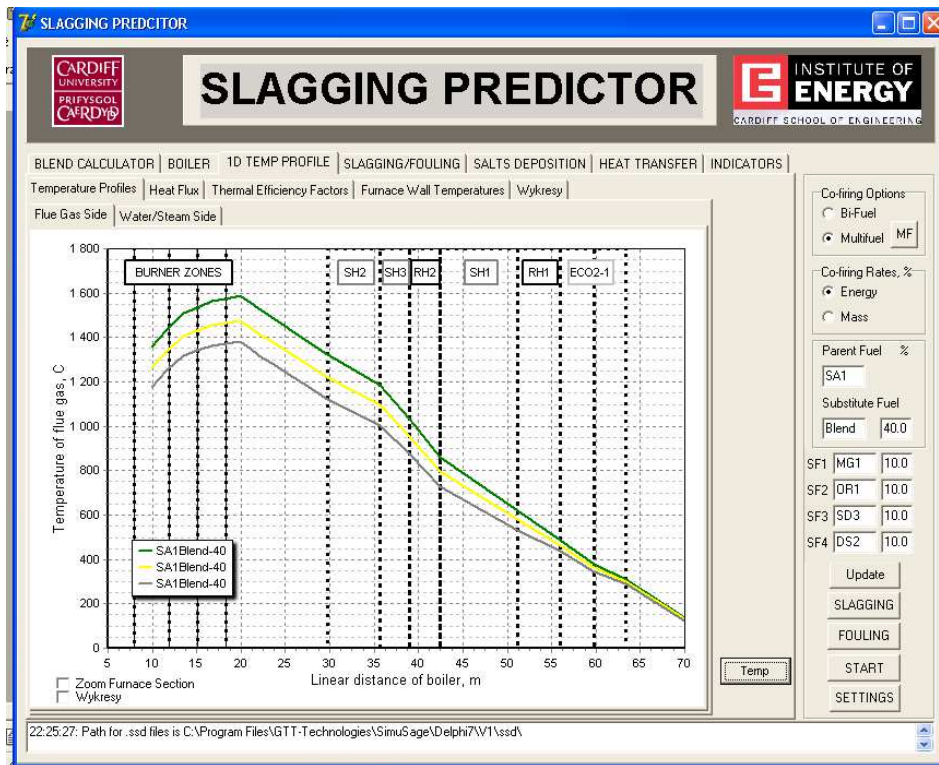 SLAGGING PREDCITOR
CARDIFF
UNIVERSITY
PRIFYSGOL
CAERDYD
SLAGGING PREDICTOR
INSTITUTE OF
ENERGY
CARDIFF SCHOOL OF ENGINEERING
BLEND CALCULATOR BOILER 1D TEMP PROFILE SLAGGING/FOULING SALTS DEPOSITION HEAT TRANSFER INDICATORS
Temperature Profiles Heat Flux Thermal Efficiency Factors Furnace Wall Temperatures Wykresy
Flue Gas Side Water/Steam Side
1 800
1 600
1 400
1 200
1 000
800
600
400
200
0
Temperature of flue gas, C
BURNER ZONES SH2 SH3 RH2 SH1 RH1 ECO2-1
SA1Blend-40
SA1Blend-40
SA1Blend-40
5 10 15 20 25 30 35 40 45 50 55 60 65 70
Linear distance of boiler, m
Zoom Furnace Section
Wykresy
Temp
Co-firing Options
Bi-Fuel
Multifuel MF
Co-firing Rates, %
Energy
Mass
Parent Fuel %
SA1
Substitute Fuel
Blend 40.0
SF1 MG1 10.0
SF2 OR1 10.0
SF3 SD3 10.0
SF4 DS2 10.0
Update
SLAGGING
FOULING
START
SETTINGS
22:25:27: Path for .ssd files is C:\Program Files\GTT-Technologies\SimuSage\Delphi7\V1\ssd\